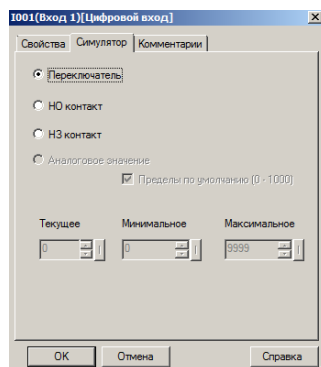 I001(Вход 1)[Цифровой вход]
Свойства Симулятор Комментарии
Переключатель
НО контакт
НЗ контакт
Аналоговое значение
Пределы по умолчанию (0 - 1000)
Текущее Минимальное Максимальное
0 0 9999
OK Отмена Справка